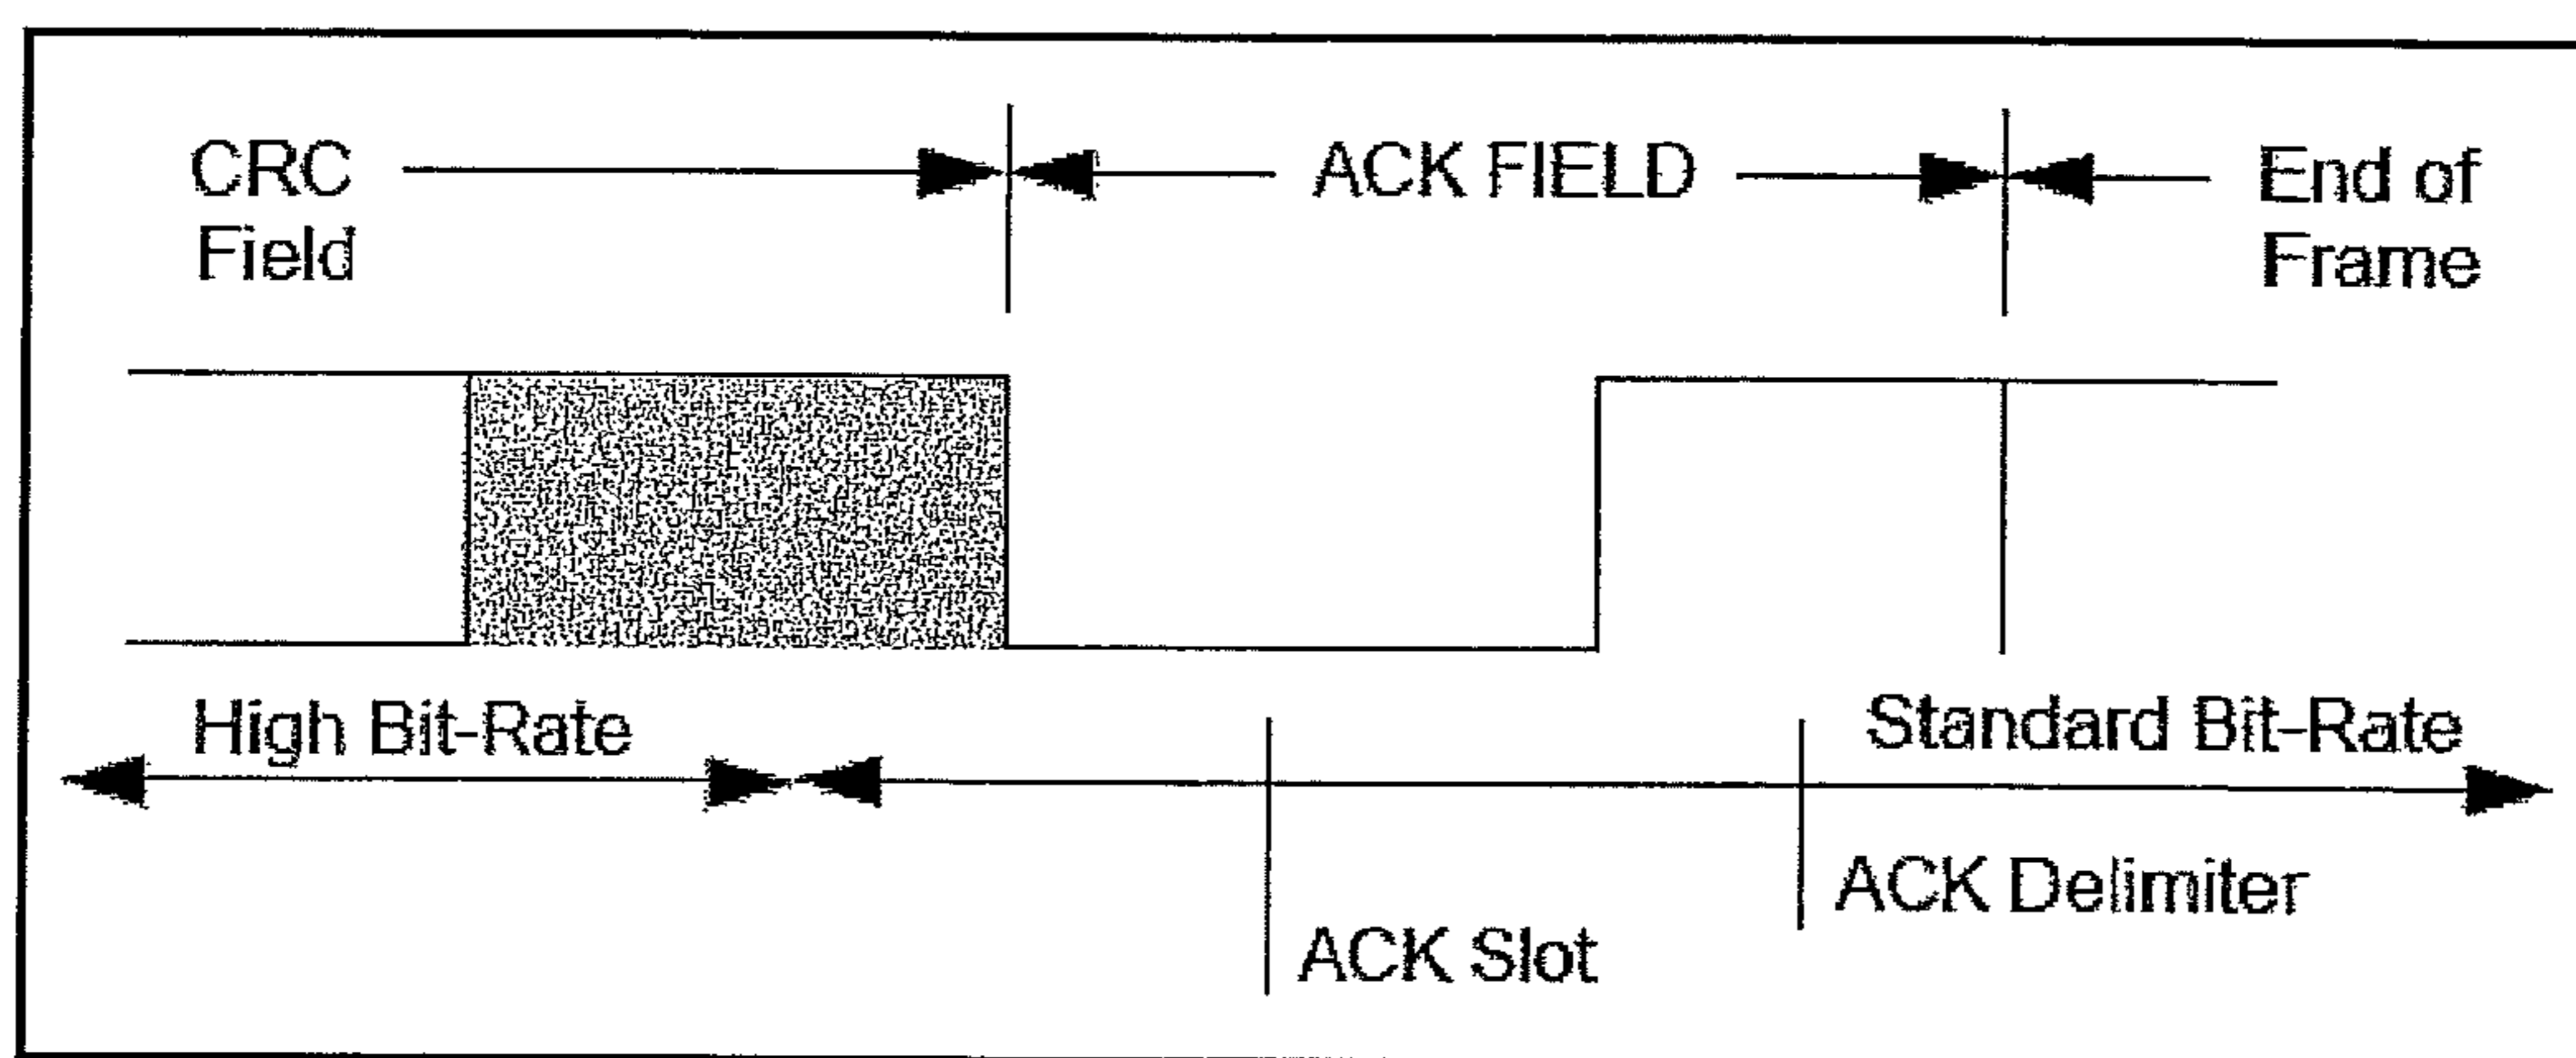 CRC
Field
ACK FIELD
End of
Frame
High Bit-Rate
Standard Bit-Rate
ACK Delimiter
ACK Slot